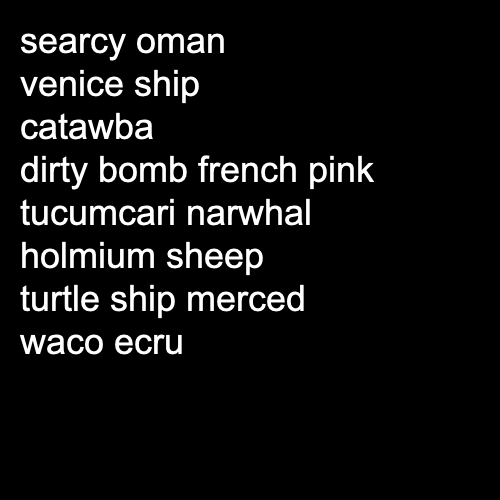 searcy oman
venice ship
catawba
dirty bomb french pink
tucumcari narwhal
holmium sheep
turtle ship merced
waco ecru